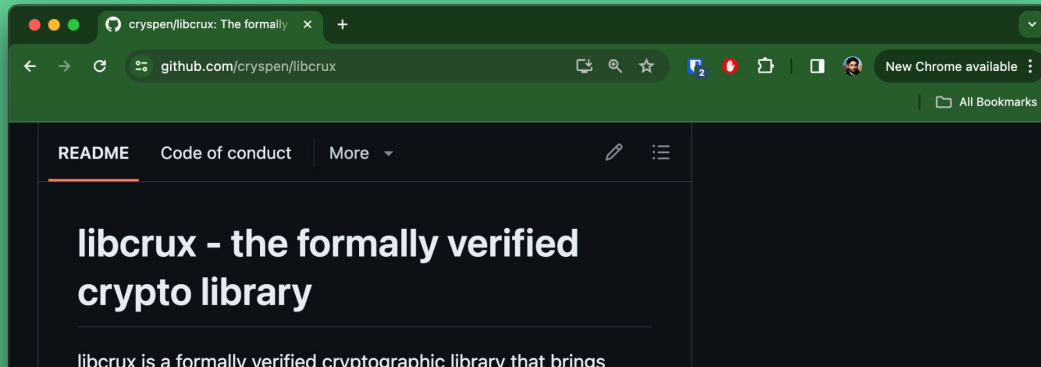 cryspen/libcrux: The formally
github.com/cryspen/libcrux
2
New Chrome available
All Bookmarks
README Code of conduct More
libcrux - the formally verified
crypto library
libcrux is a formally verified cryptographic library that brings